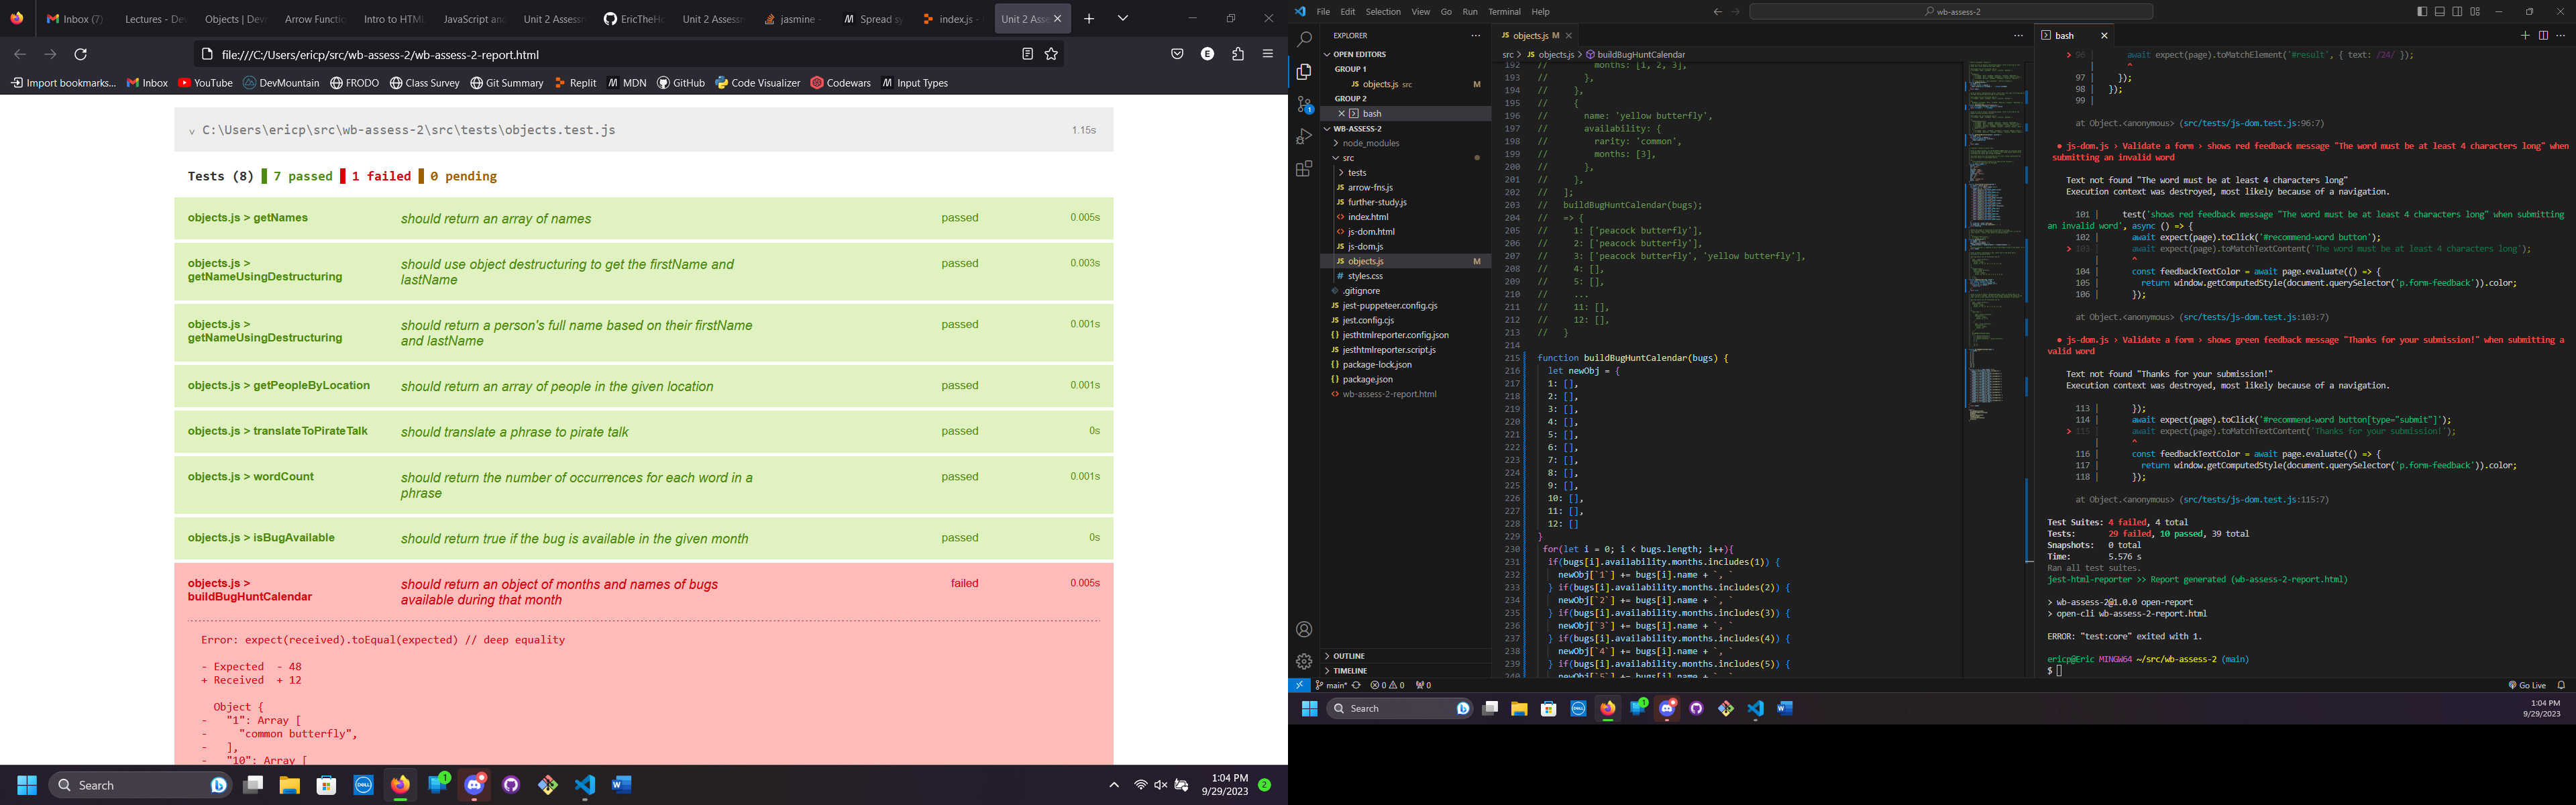 Inbox (7)
Lectures - Dev
Objects | Dev
Arrow Functio
Intro to HTML
JavaScript and
Unit 2 Assess
EricTheHo
Unit 2 Assess
jasmine -
Spread sy
index.js -
Unit 2 Asse
file:///C:/Users/ericp/src/wb-assess-2/wb-assess-2-report.html
Import bookmarks...
Inbox
YouTube
DevMountain
FRODO
Class Survey
Git Summary
Replit
MDN
GitHub
Code Visualizer
Codewars
Input Types
C:\Users\ericp\src\wb-assess-2\src\tests\objects.test.js 1.15s
Tests (8) 7 passed 1 failed 0 pending
objects.js > getNames should return an array of names passed 0.005s
objects.js > getNameUsingDestructuring should use object destructuring to get the firstName and lastName passed 0.003s
objects.js > getNameUsingDestructuring should return a person's full name based on their firstName and lastName passed 0.001s
objects.js > getPeopleByLocation should return an array of people in the given location passed 0.001s
objects.js > translateToPirateTalk should translate a phrase to pirate talk passed 0s
objects.js > wordCount should return the number of occurrences for each word in a phrase passed 0.001s
objects.js > isBugAvailable should return true if the bug is available in the given month passed 0s
objects.js > buildBugHuntCalendar should return an object of months and names of bugs available during that month failed 0.005s
Error: expect(received).toEqual(expected) // deep equality
- Expected - 48
+ Received + 12
Object {
- "1": Array [
- "common butterfly",
- ],
- "10": Array [
Search
1:04 PM
9/29/2023
2
File Edit Selection View Go Run Terminal Help
wb-assess-2
EXPLORER
OPEN EDITORS
GROUP 1
objects.js src M
GROUP 2
bash
WB-ASSESS-2
node_modules
src
tests
arrow-fns.js
further-study.js
index.html
js-dom.html
js-dom.js
objects.js M
styles.css
.gitignore
jest-puppeteer.config.cjs
jest.config.cjs
jesthtmlreporter.config.json
jesthtmlreporter.script.js
package-lock.json
package.json
wb-assess-2-report.html
OUTLINE
TIMELINE
main* 0 0 0
objects.js M
src > objects.js > buildBugHuntCalendar
192 // months: [1, 2, 3],
193 // },
194 // },
195 // {
196 // name: 'yellow butterfly',
197 // availability: {
198 // rarity: 'common',
199 // months: [3],
200 // },
201 // },
202 // ];
203 // buildBugHuntCalendar(bugs);
204 // => {
205 // 1: ['peacock butterfly'],
206 // 2: ['peacock butterfly'],
207 // 3: ['peacock butterfly', 'yellow butterfly'],
208 // 4: [],
209 // 5: [],
210 // ...
211 // 11: [],
212 // 12: [],
213 // }
214
215 function buildBugHuntCalendar(bugs) {
216 let newObj = {
217 1: [],
218 2: [],
219 3: [],
220 4: [],
221 5: [],
222 6: [],
223 7: [],
224 8: [],
225 9: [],
226 10: [],
227 11: [],
228 12: []
229 }
230 for(let i = 0; i < bugs.length; i++){
231 if(bugs[i].availability.months.includes(1)) {
232 newObj[`1`] += bugs[i].name + `, `
233 } if(bugs[i].availability.months.includes(2)) {
234 newObj[`2`] += bugs[i].name + `, `
235 } if(bugs[i].availability.months.includes(3)) {
236 newObj[`3`] += bugs[i].name + `, `
237 } if(bugs[i].availability.months.includes(4)) {
238 newObj[`4`] += bugs[i].name + `, `
239 } if(bugs[i].availability.months.includes(5)) {
240 newObj[`5`] += bugs[i].name + `, `
bash
> 96 | await expect(page).toMatchElement('#result', { text: /24/ });
| ^
97 | });
98 | });
99 |
at Object.<anonymous> (src/tests/js-dom.test.js:96:7)
● js-dom.js › Validate a form › shows red feedback message "The word must be at least 4 characters long" when
submitting an invalid word
Text not found "The word must be at least 4 characters long"
Execution context was destroyed, most likely because of a navigation.
101 | test('shows red feedback message "The word must be at least 4 characters long" when submitting
an invalid word', async () => {
102 | await expect(page).toClick('#recommend-word button');
> 103 | await expect(page).toMatchTextContent('The word must be at least 4 characters long');
| ^
104 | const feedbackTextColor = await page.evaluate(() => {
105 | return window.getComputedStyle(document.querySelector('p.form-feedback')).color;
106 | });
at Object.<anonymous> (src/tests/js-dom.test.js:103:7)
● js-dom.js › Validate a form › shows green feedback message "Thanks for your submission!" when submitting a
valid word
Text not found "Thanks for your submission!"
Execution context was destroyed, most likely because of a navigation.
113 | });
114 | await expect(page).toClick('#recommend-word button[type="submit"]');
> 115 | await expect(page).toMatchTextContent('Thanks for your submission!');
| ^
116 | const feedbackTextColor = await page.evaluate(() => {
117 | return window.getComputedStyle(document.querySelector('p.form-feedback')).color;
118 | });
at Object.<anonymous> (src/tests/js-dom.test.js:115:7)
Test Suites: 4 failed, 4 total
Tests: 29 failed, 10 passed, 39 total
Snapshots: 0 total
Time: 5.576 s
Ran all test suites.
jest-html-reporter >> Report generated (wb-assess-2-report.html)
> wb-assess-2@1.0.0 open-report
> open-cli wb-assess-2-report.html
ERROR: "test:core" exited with 1.
ericp@Eric MINGW64 ~/src/wb-assess-2 (main)
$
Go Live
Search
1:04 PM
9/29/2023